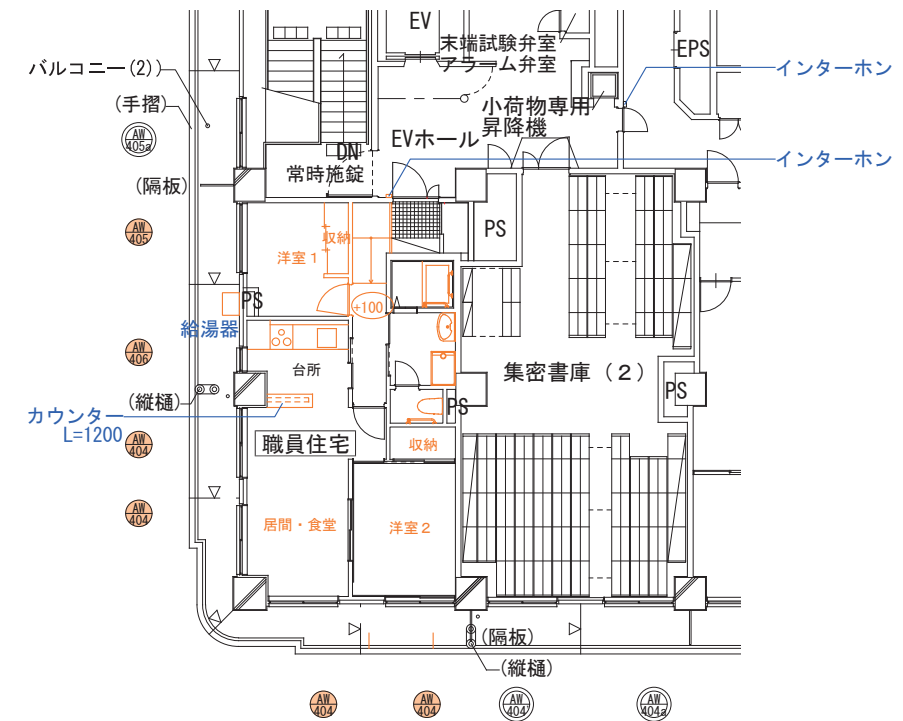 EV
末端試験弁室
アラーム弁室
EPS
バルコニー(2))
インターホン
(手摺)
小荷物専用
昇降機
AW
405a
DN
EVホール
常時施錠
インターホン
(隔板)
AW
405
収納
洋室1
PS
PS
+100
給湯器
AW
406
台所
集密書庫(2)
PS
(縦樋)
PS
カウンター
L=1200
AW
404
職員住宅
収納
AW
404
居間・食堂
洋室2
(隔板)
(縦樋)
AW
404
AW
404
AW
404
AW
404a